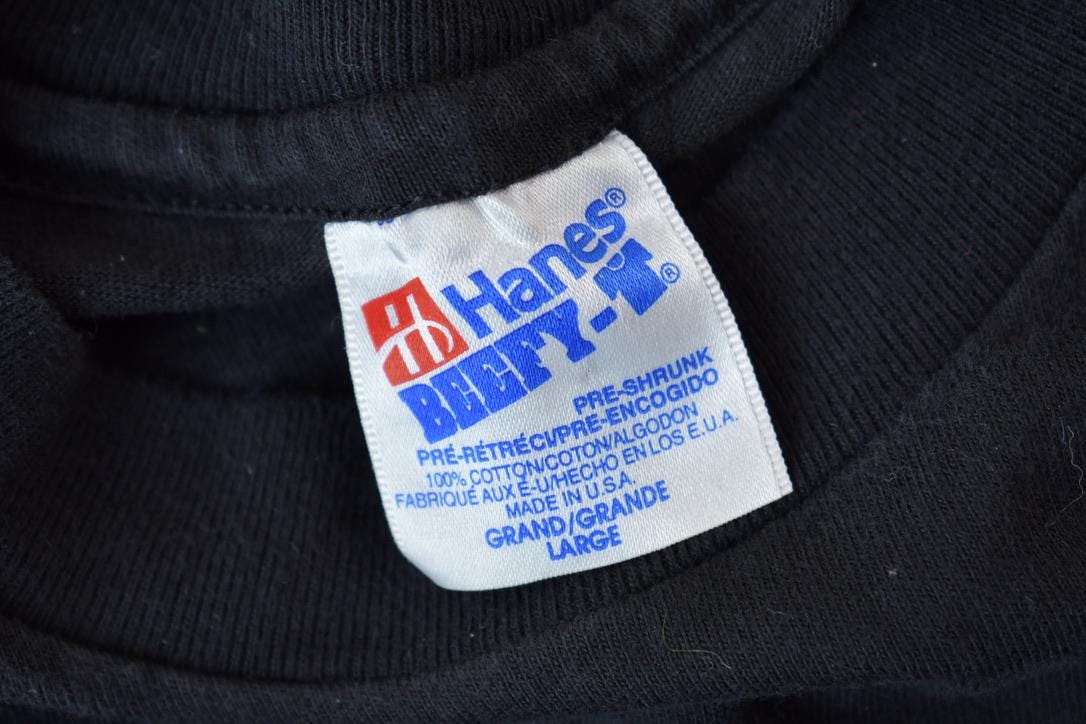 Hanes®
BEEFY-T®
PRE-SHRUNK
PRÉ-RÉTRÉCI/PRE-ENCOGIDO
100% COTTON/COTON/ALGODON
FABRIQUÉ AUX É-U/HECHO EN LOS E.U.A.
MADE IN U.S.A.
GRAND/GRANDE
LARGE